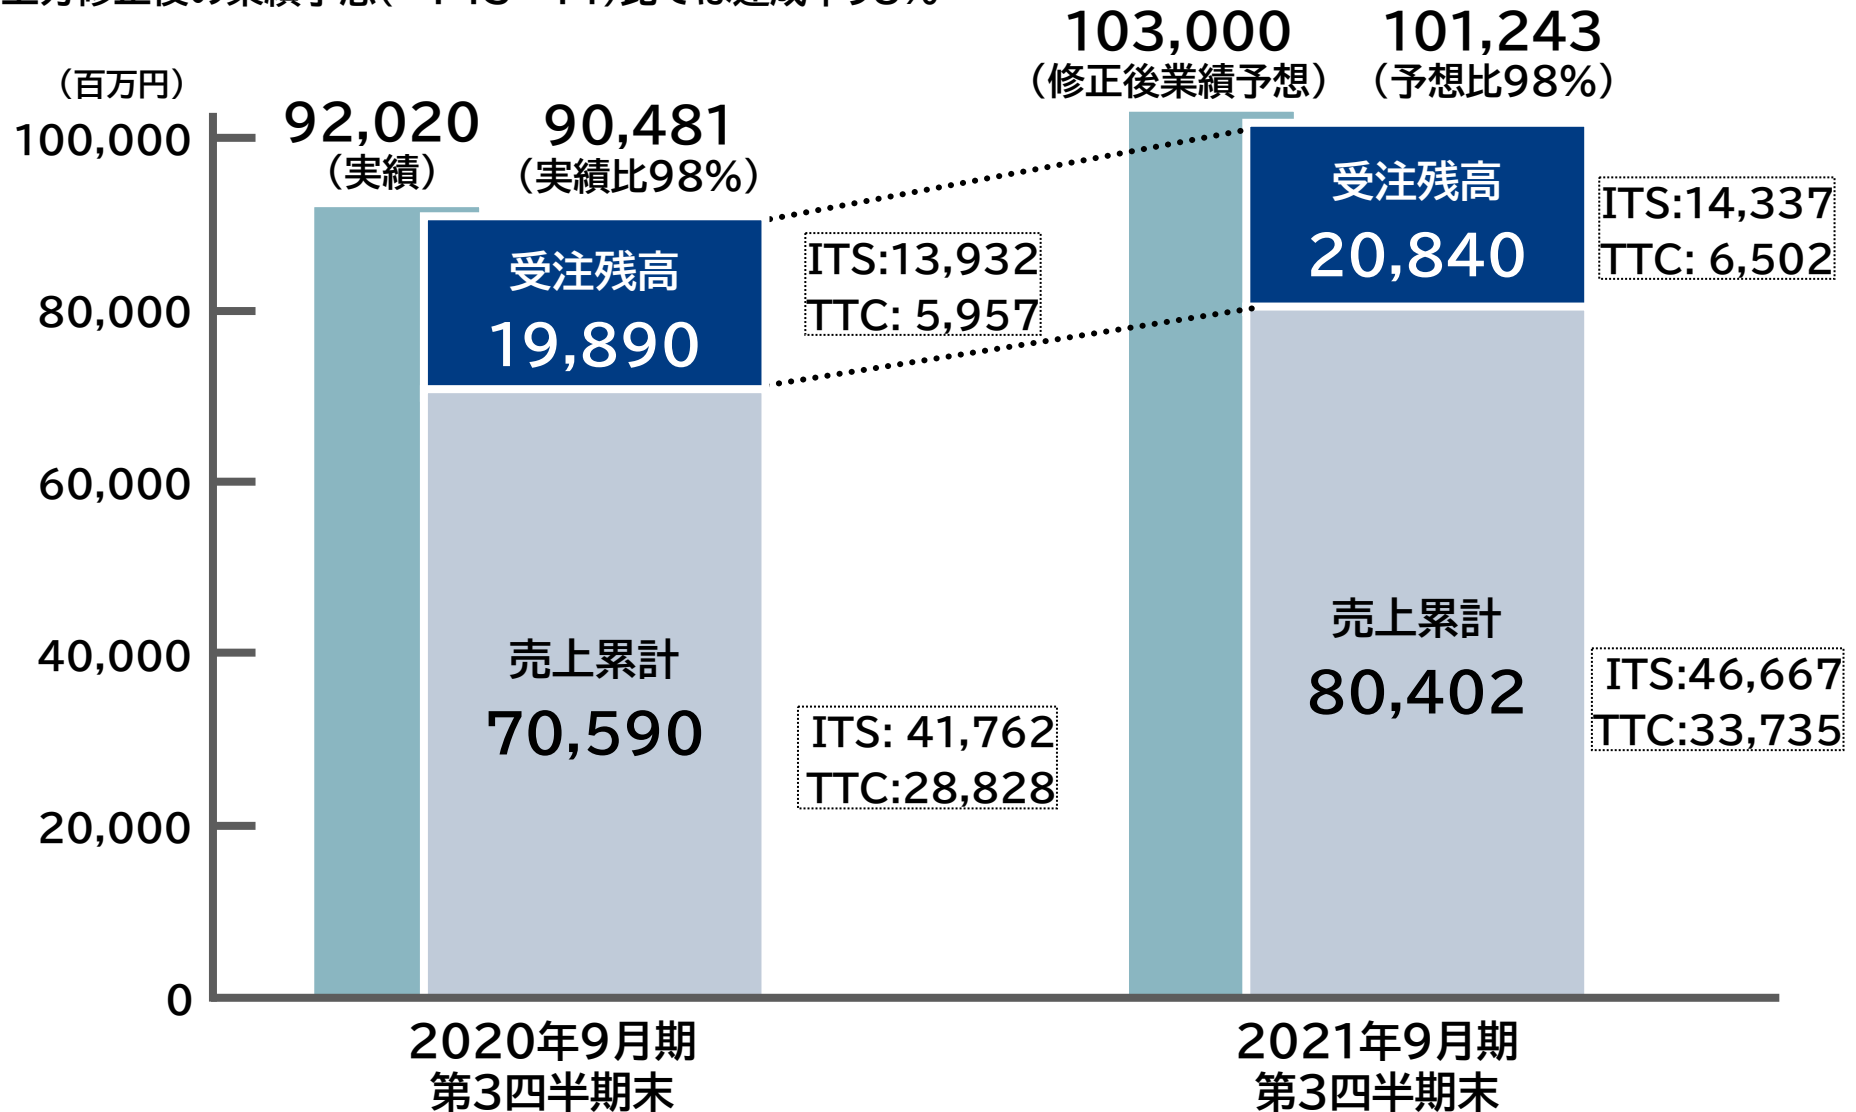 (百万円)
100,000
80,000
60,000
40,000
20,000
0
92,020
(実績)
90,481
(実績比98%)
受注残高
19,890
ITS:13,932
TTC: 5,957
売上累計
70,590
ITS: 41,762
TTC:28,828
2020年9月期
第3四半期末
103,000
(修正後業績予想)
101,243
(予想比98%)
受注残高
20,840
ITS:14,337
TTC: 6,502
売上累計
80,402
ITS:46,667
TTC:33,735
2021年9月期
第3四半期末